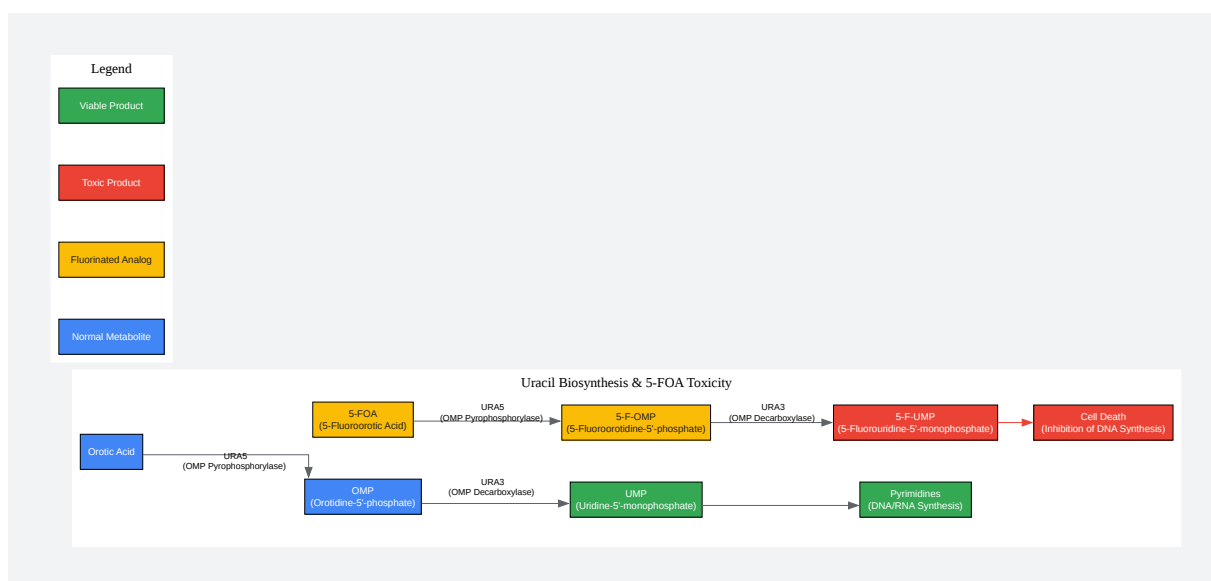 Legend
Viable Product
Toxic Product
Fluorinated Analog
Normal Metabolite
Uracil Biosynthesis & 5-FOA Toxicity
5-FOA
(5-Fluoroorotic Acid)
URA5
(OMP Pyrophosphorylase)
5-F-OMP
(5-Fluoroorotidine-5'-phosphate)
URA3
(OMP Decarboxylase)
5-F-UMP
(5-Fluorouridine-5'-monophosphate)
Cell Death
(Inhibition of DNA Synthesis)
Orotic Acid
URA5
(OMP Pyrophosphorylase)
OMP
(Orotidine-5'-phosphate)
URA3
(OMP Decarboxylase)
UMP
(Uridine-5'-monophosphate)
Pyrimidines
(DNA/RNA Synthesis)